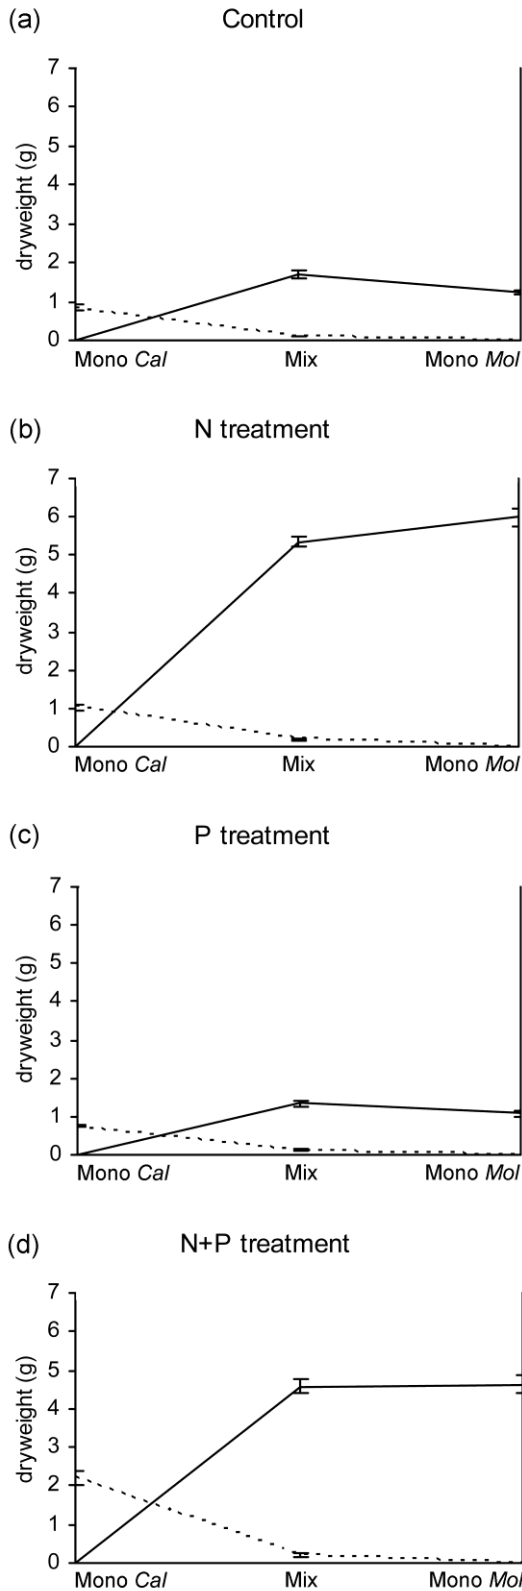 (a) Control
7
6
5
4
3
2
1
0
dryweight (g)
Mono Cal Mix Mono Mol
(b) N treatment
7
6
5
4
3
2
1
0
dryweight (g)
Mono Cal Mix Mono Mol
(c) P treatment
7
6
5
4
3
2
1
0
dryweight (g)
Mono Cal Mix Mono Mol
(d) N+P treatment
7
6
5
4
3
2
1
0
dryweight (g)
Mono Cal Mix Mono Mol